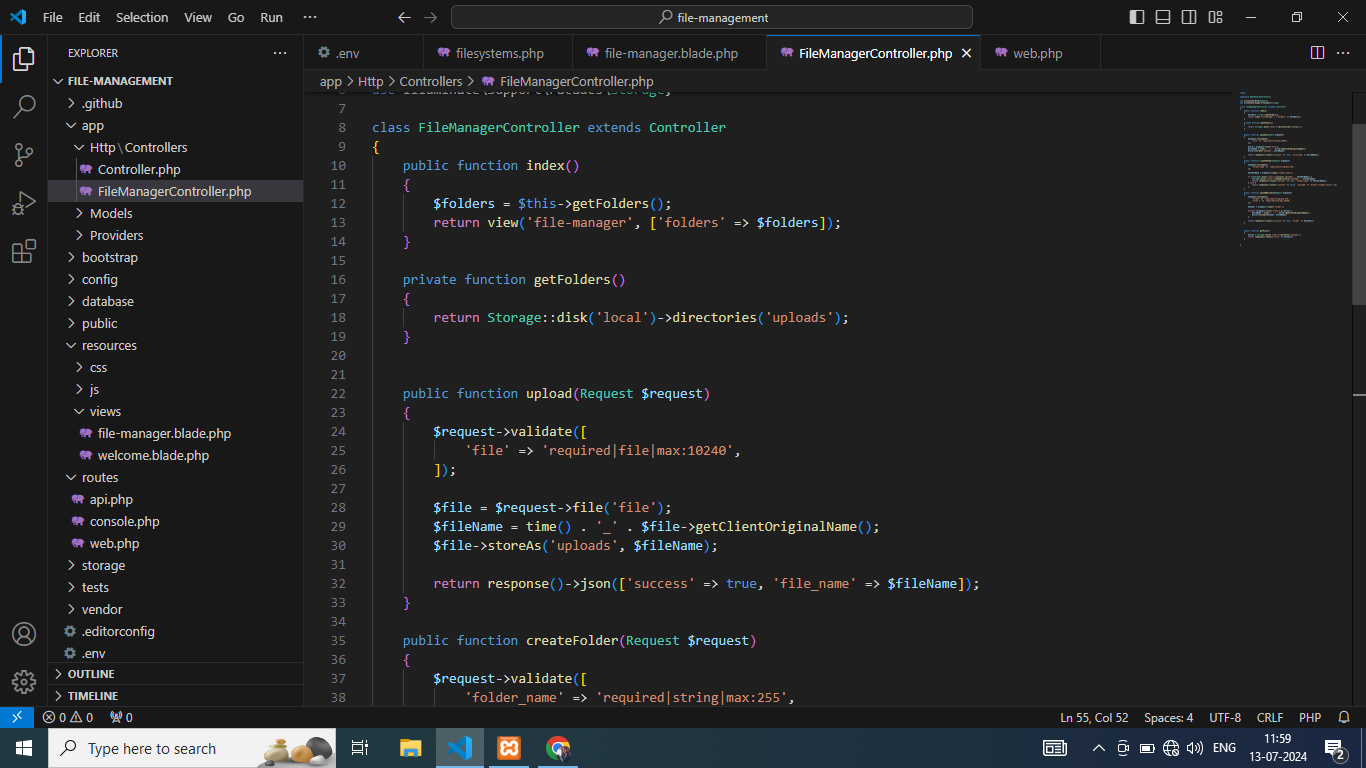 File Edit Selection View Go Run ··· file-management
EXPLORER ···
FILE-MANAGEMENT
.github
app
Http\Controllers
Controller.php
FileManagerController.php
Models
Providers
bootstrap
config
database
public
resources
css
js
views
file-manager.blade.php
welcome.blade.php
routes
api.php
console.php
web.php
storage
tests
vendor
.editorconfig
.env
OUTLINE
TIMELINE
.env filesystems.php file-manager.blade.php FileManagerController.php web.php
app > Http > Controllers > FileManagerController.php
7
8 class FileManagerController extends Controller
9 {
10 public function index()
11 {
12 $folders = $this->getFolders();
13 return view('file-manager', ['folders' => $folders]);
14 }
15
16 private function getFolders()
17 {
18 return Storage::disk('local')->directories('uploads');
19 }
20
21
22 public function upload(Request $request)
23 {
24 $request->validate([
25 'file' => 'required|file|max:10240',
26 ]);
27
28 $file = $request->file('file');
29 $fileName = time() . '_' . $file->getClientOriginalName();
30 $file->storeAs('uploads', $fileName);
31
32 return response()->json(['success' => true, 'file_name' => $fileName]);
33 }
34
35 public function createFolder(Request $request)
36 {
37 $request->validate([
38 'folder_name' => 'required|string|max:255',
0 0 0 Ln 55, Col 52 Spaces: 4 UTF-8 CRLF PHP
Type here to search ENG 11:59
13-07-2024 2